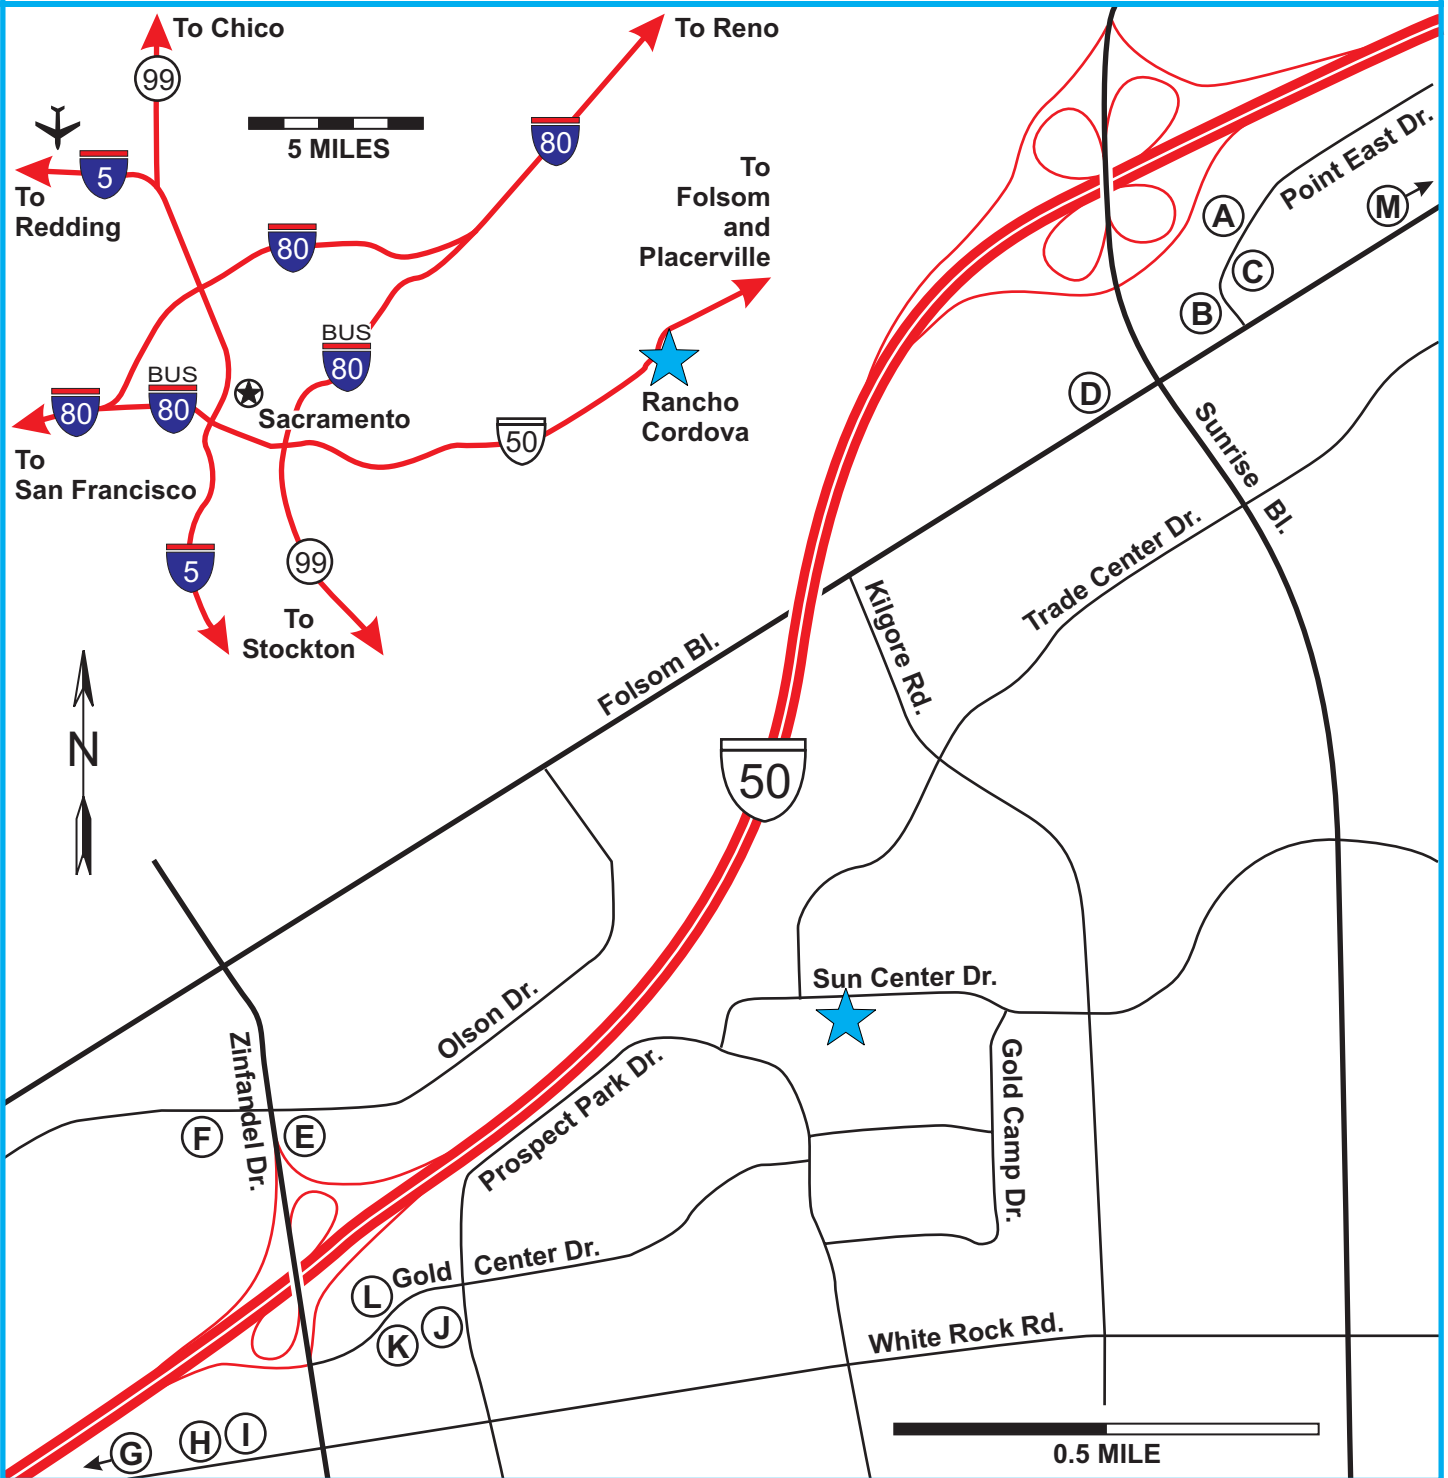 To Chico
To Reno
99
80
5 MILES
5
To
Redding
To
Folsom
and
Placerville
80
BUS
80
BUS
80
80
Sacramento
Rancho
Cordova
50
To
San Francisco
5
99
To
Stockton
N
Point East Dr.
M
A
C
B
D
Sunrise Bl.
Trade Center Dr.
Kilgore Rd.
Folsom Bl.
50
Sun Center Dr.
Olson Dr.
Zinfandel Dr.
Prospect Park Dr.
Gold Camp Dr.
F
E
Gold Center Dr.
L
J
K
White Rock Rd.
G
H
I
0.5 MILE